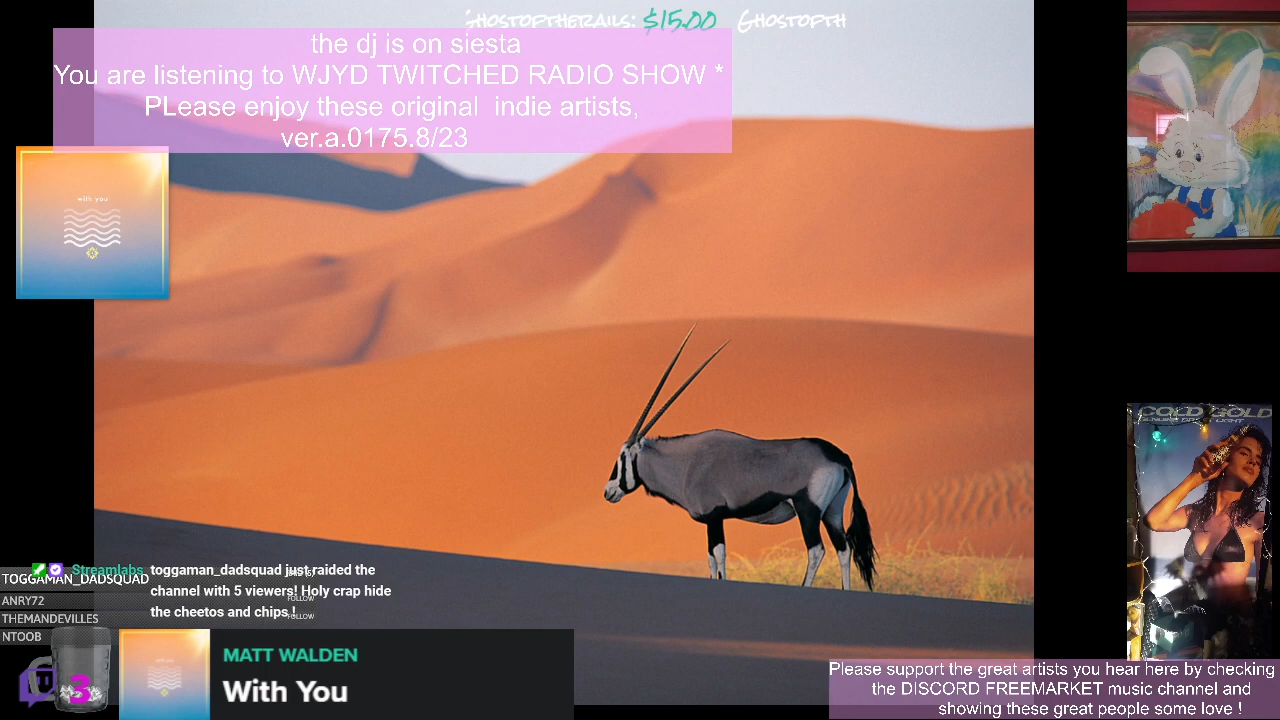 Ghostoptherails: $15.00 Ghostopth
the dj is on siesta
You are listening to WJYD TWITCHED RADIO SHOW *
PLease enjoy these original indie artists,
ver.a.0175.8/23
with you
COLD GOLD
Streamlabs toggaman_dadsquad just raided the
channel with 5 viewers! Holy crap hide
the cheetos and chips !
TOGGAMAN_DADSQUAD
ANRY72
FOLLOW
THEMANDEVILLES
FOLLOW
NTOOB
3
MATT WALDEN
With You
Please support the great artists you hear here by checking
the DISCORD FREEMARKET music channel and
showing these great people some love !